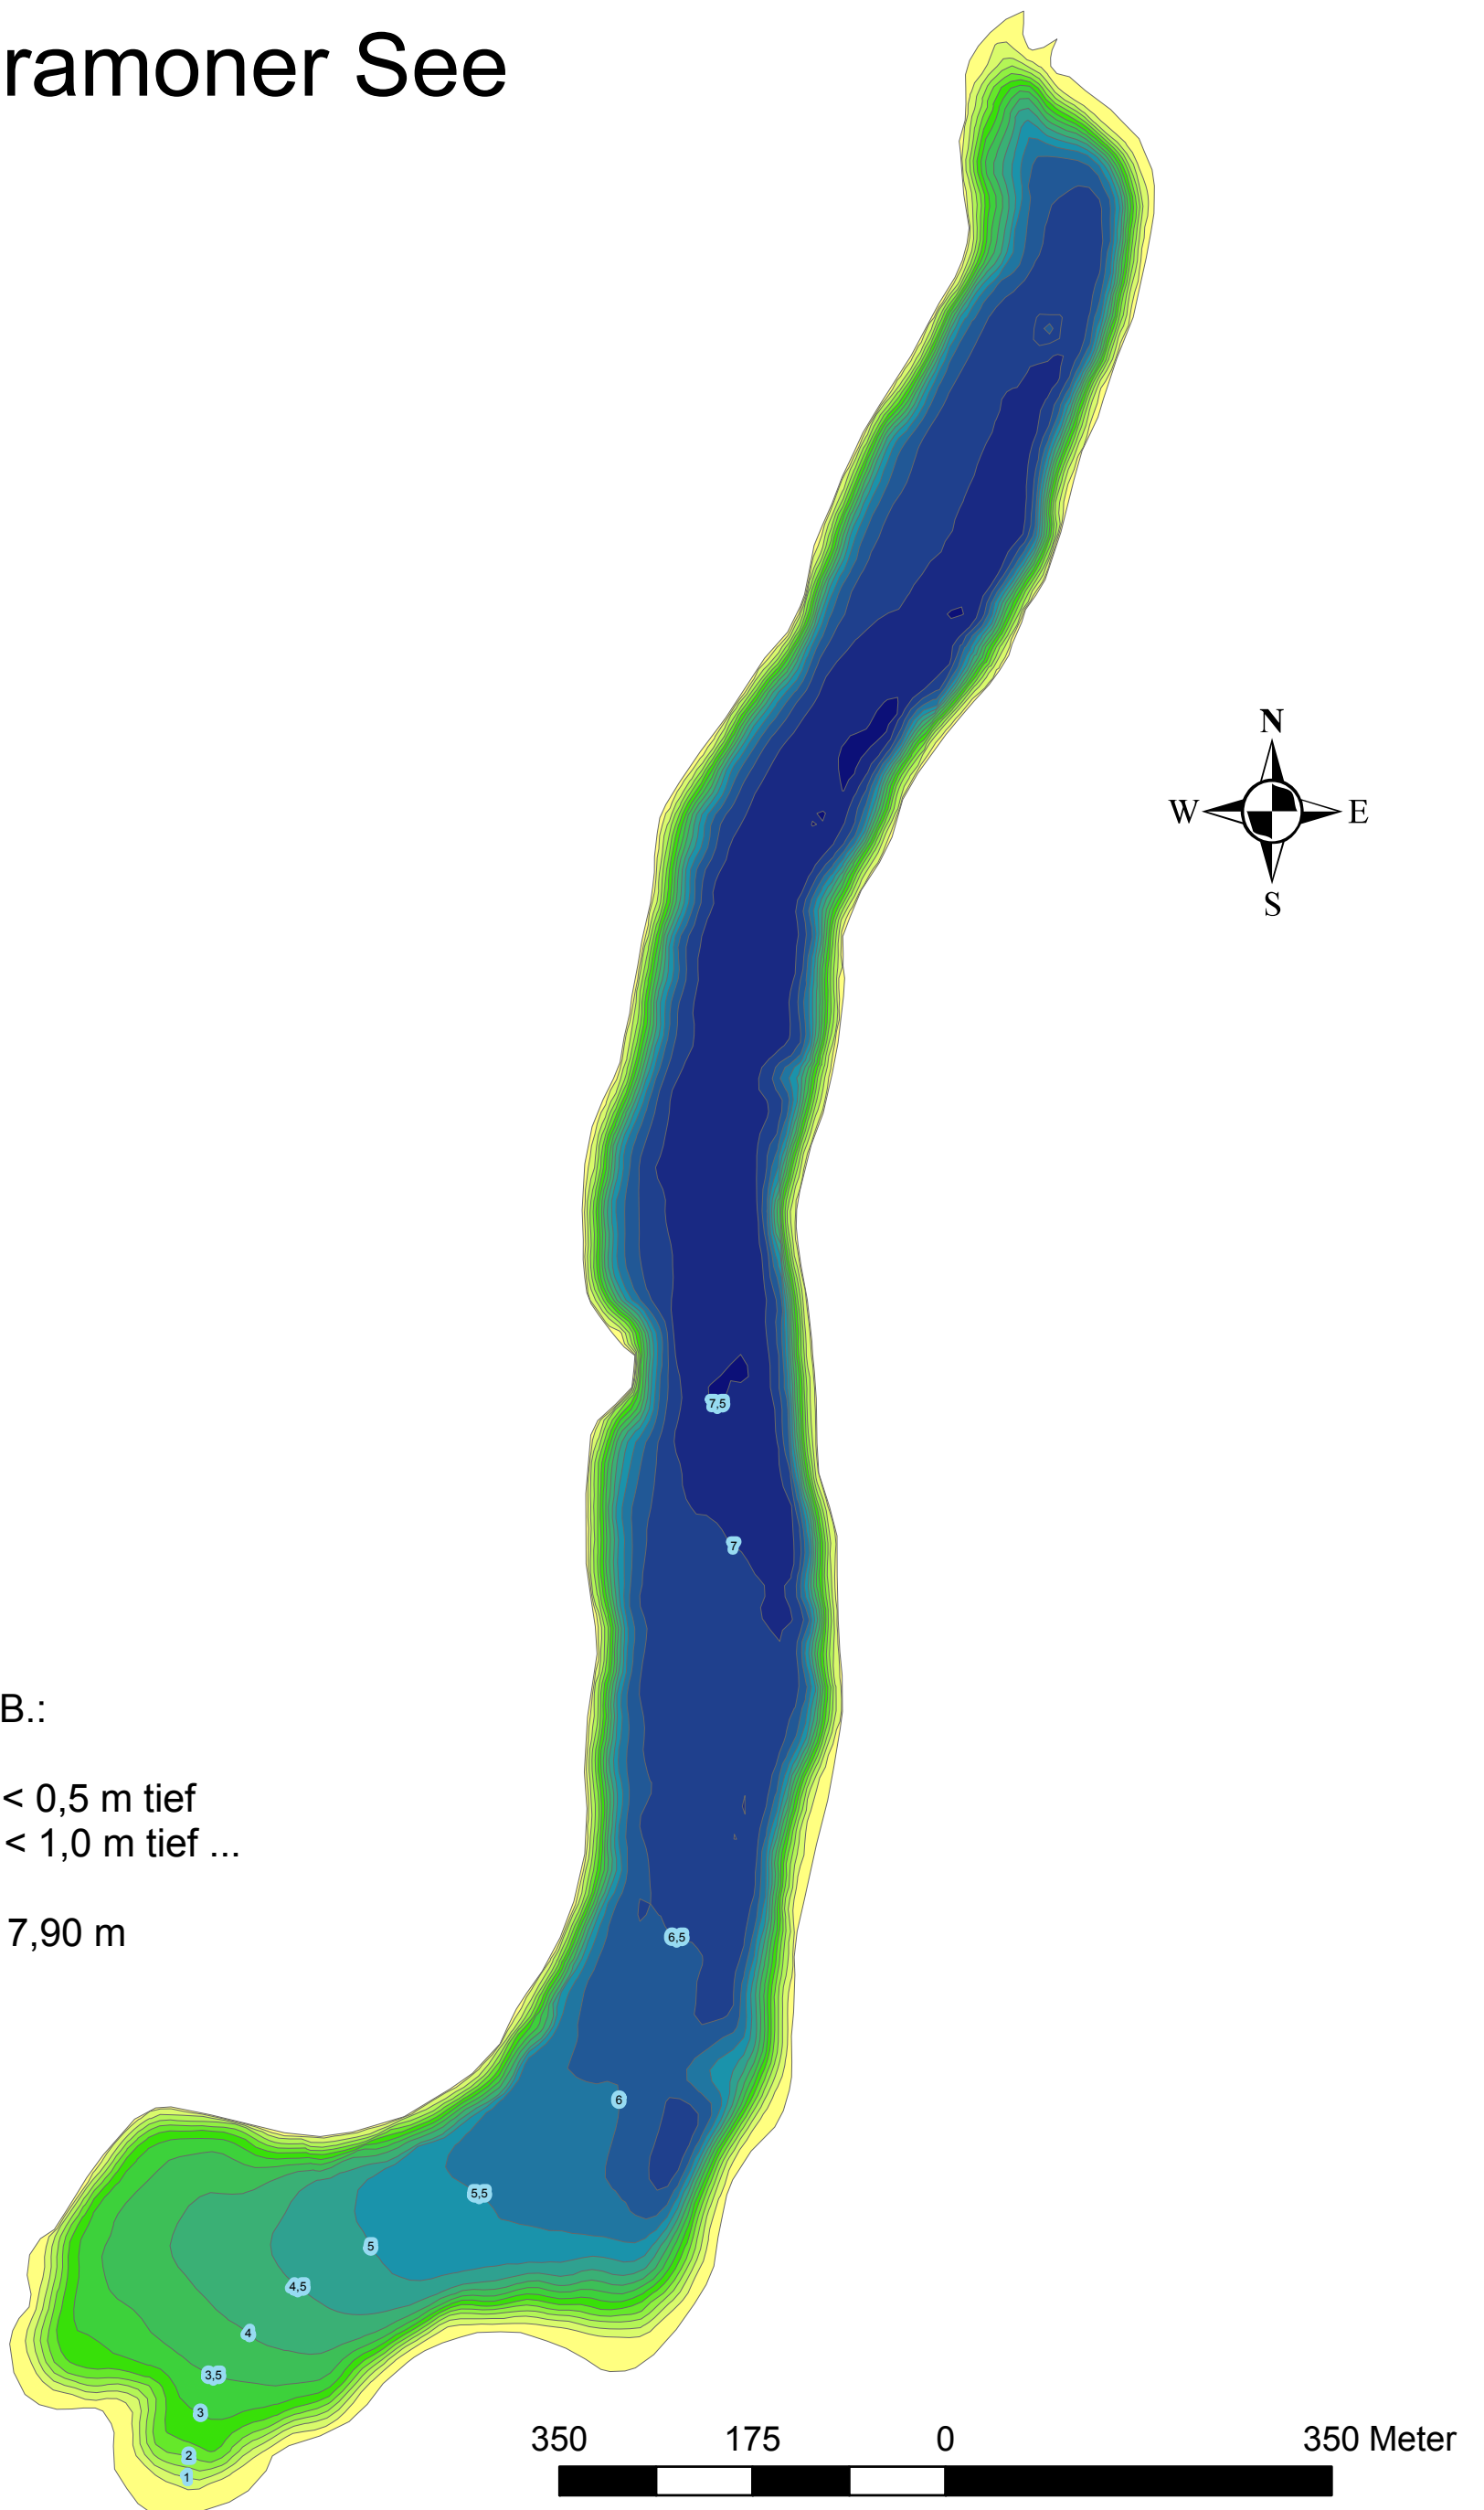 ramoner See
N
W E
S
7,5
7
B.:
< 0,5 m tief
< 1,0 m tief ...
7,90 m
6,5
6
5,5
5
4,5
4
3,5
3
2
1
350 175 0 350 Meter